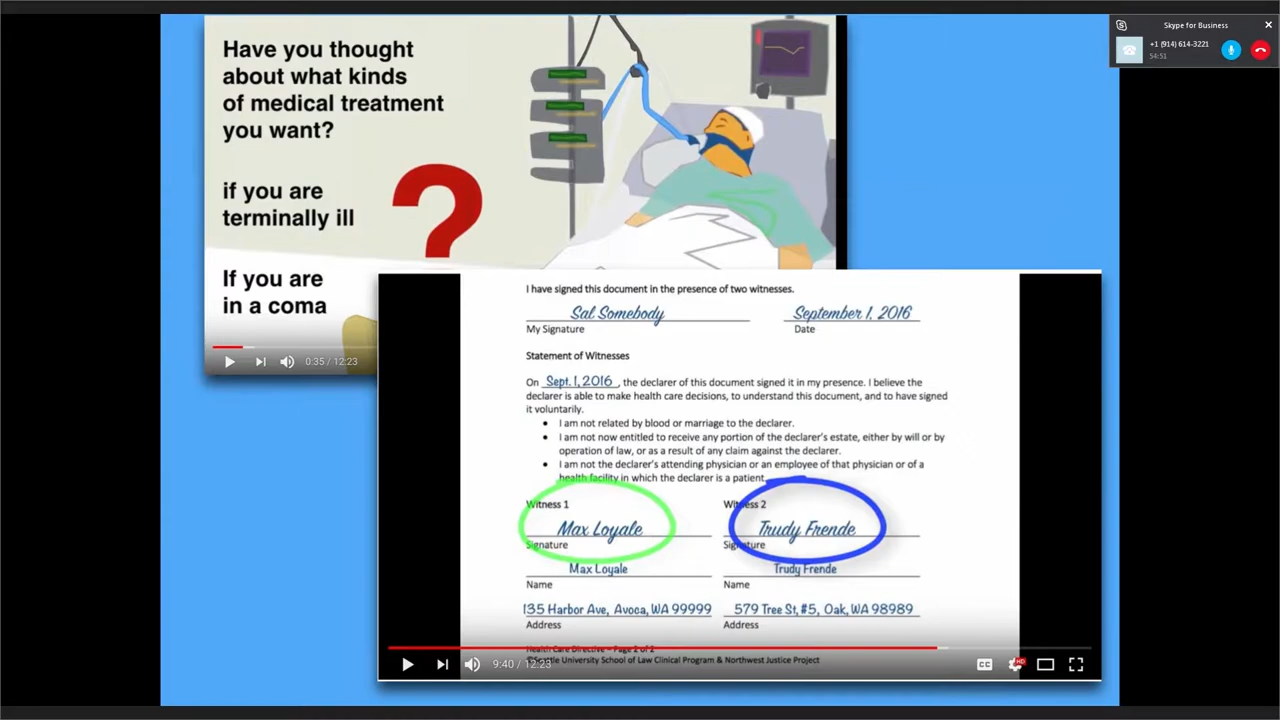 Have you thought
about what kinds
of medical treatment
you want?
if you are
terminally ill
?
If you are
in a coma
0:35 / 12:23
Skype for Business
+1 (914) 614-3221
54:51
I have signed this document in the presence of two witnesses.
Sal Somebody September 1, 2016
My Signature Date
Statement of Witnesses
On Sept. 1, 2016, the declarer of this document signed it in my presence. I believe the
declarer is able to make health care decisions, to understand this document, and to have signed
it voluntarily.
• I am not related by blood or marriage to the declarer.
• I am not now entitled to receive any portion of the declarer's estate, either by will or by
operation of law, or as a result of any claim against the declarer.
• I am not the declarer's attending physician or an employee of that physician or of a
health facility in which the declarer is a patient.
Witness 1 Witness 2
Max Loyale Trudy Frende
Signature Signature
Max Loyale Trudy Frende
Name Name
135 Harbor Ave, Avoca, WA 99999 579 Tree St, #5, Oak, WA 98989
Address Address
Health Care Directive – Page 2 of 2
©Seattle University School of Law Clinical Program & Northwest Justice Project
9:40 / 12:23
CC
HD